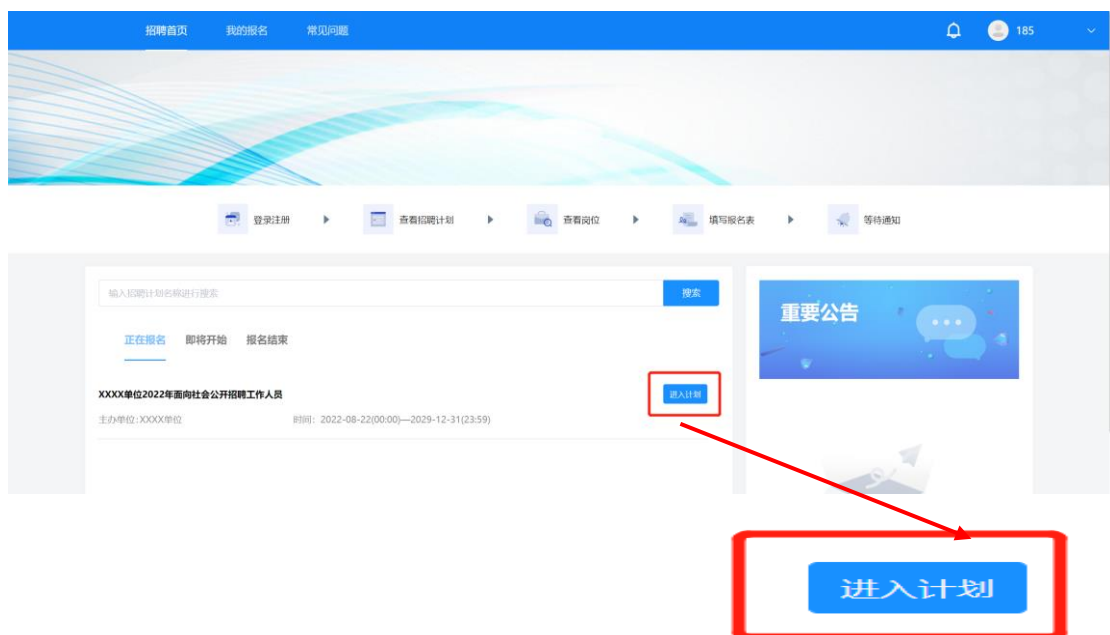 招聘首页 我的报名 常见问题 185
登录注册 查看招聘计划 查看岗位 填写报名表 等待通知
输入招聘计划名称进行搜索 搜索
重要公告
正在报名 即将开始 报名结束
XXXX单位2022年面向社会公开招聘工作人员 进入计划
主办单位:XXXX单位 时间：2022-08-22(00:00)—2029-12-31(23:59)
进入计划